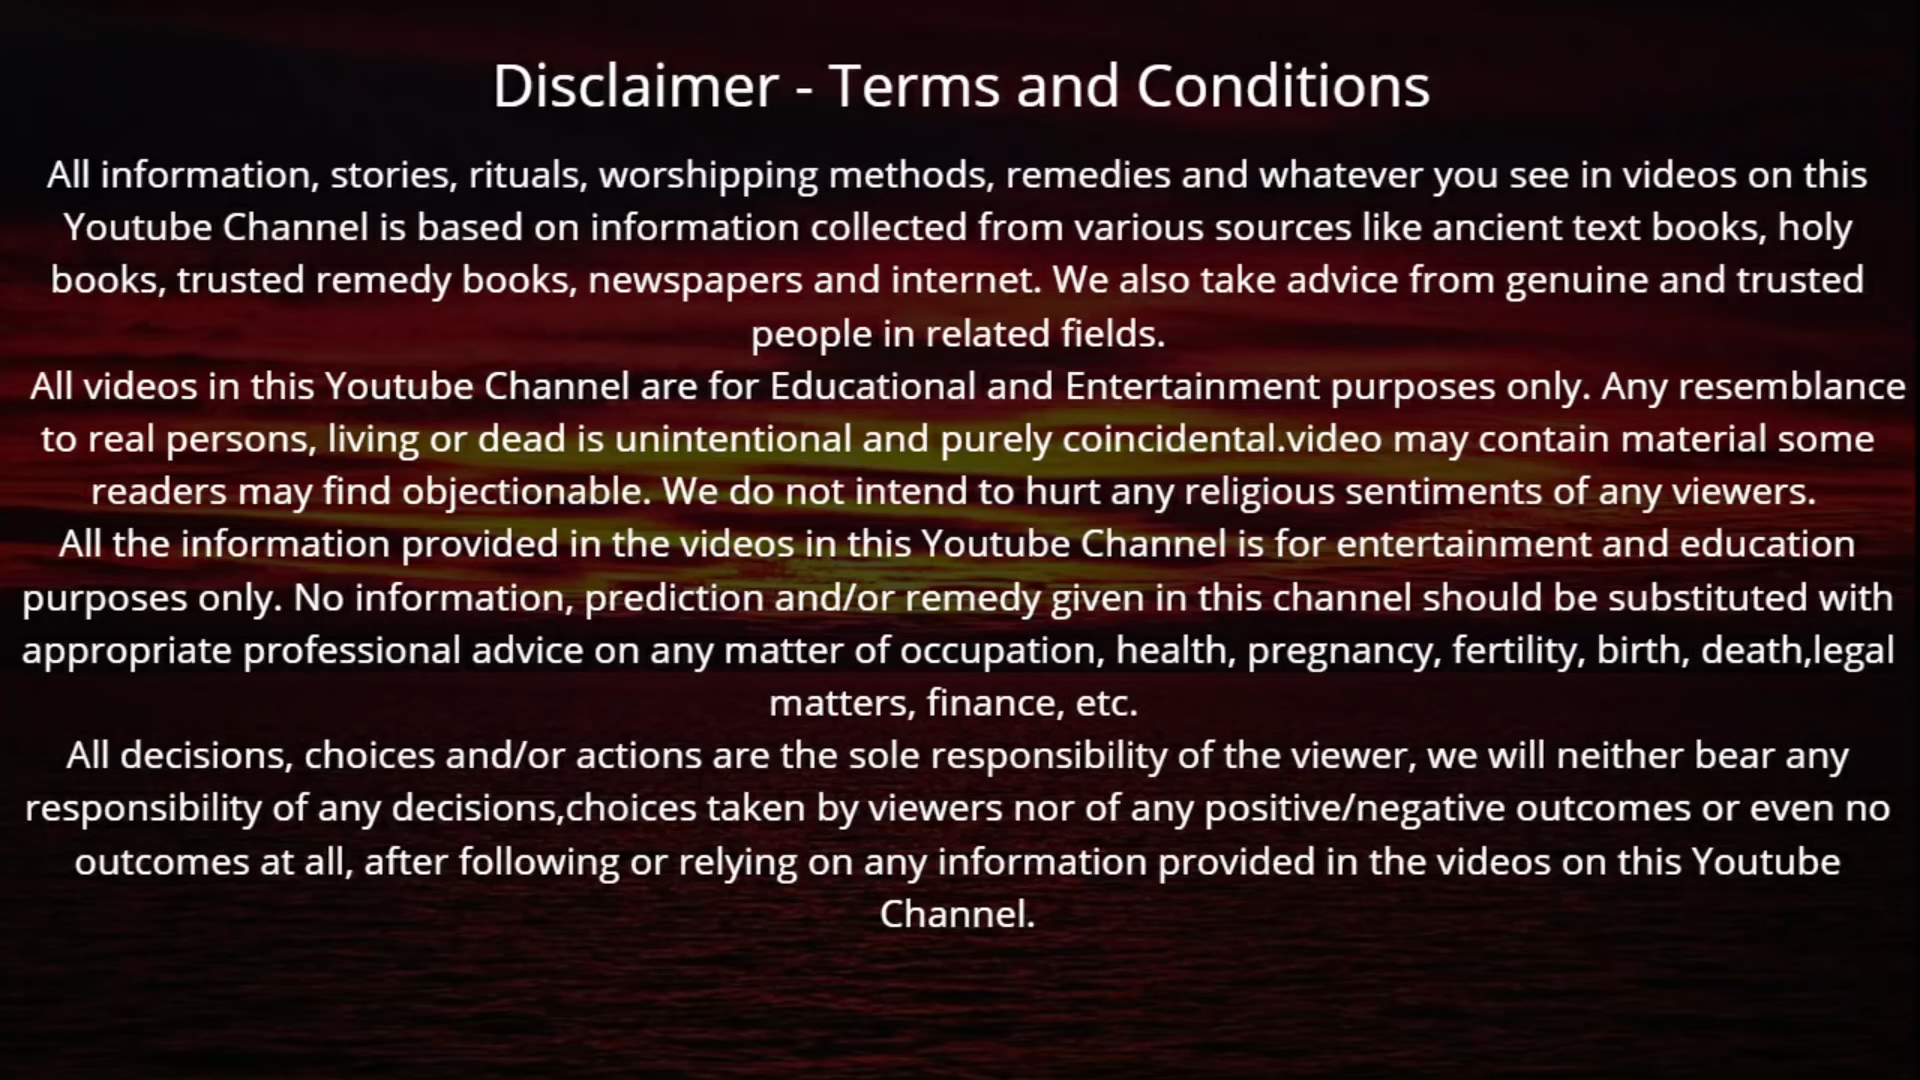 Disclaimer - Terms and Conditions
All information, stories, rituals, worshipping methods, remedies and whatever you see in videos on this
Youtube Channel is based on information collected from various sources like ancient text books, holy
books, trusted remedy books, newspapers and internet. We also take advice from genuine and trusted
people in related fields.
All videos in this Youtube Channel are for Educational and Entertainment purposes only. Any resemblance
to real persons, living or dead is unintentional and purely coincidental.video may contain material some
readers may find objectionable. We do not intend to hurt any religious sentiments of any viewers.
All the information provided in the videos in this Youtube Channel is for entertainment and education
purposes only. No information, prediction and/or remedy given in this channel should be substituted with
appropriate professional advice on any matter of occupation, health, pregnancy, fertility, birth, death,legal
matters, finance, etc.
All decisions, choices and/or actions are the sole responsibility of the viewer, we will neither bear any
responsibility of any decisions,choices taken by viewers nor of any positive/negative outcomes or even no
outcomes at all, after following or relying on any information provided in the videos on this Youtube
Channel.